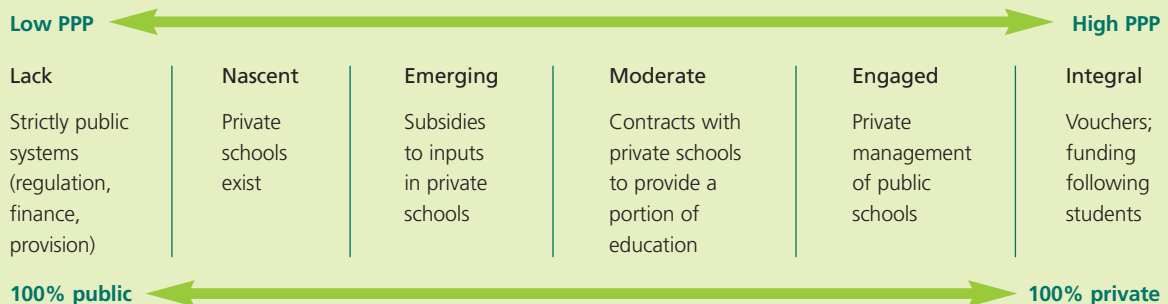 Low PPP
High PPP
Lack
Strictly public
systems
(regulation,
finance,
provision)
Nascent
Private
schools
exist
Emerging
Subsidies
to inputs
in private
schools
Moderate
Contracts with
private schools
to provide a
portion of
education
Engaged
Private
management
of public
schools
Integral
Vouchers;
funding
following
students
100% public
100% private